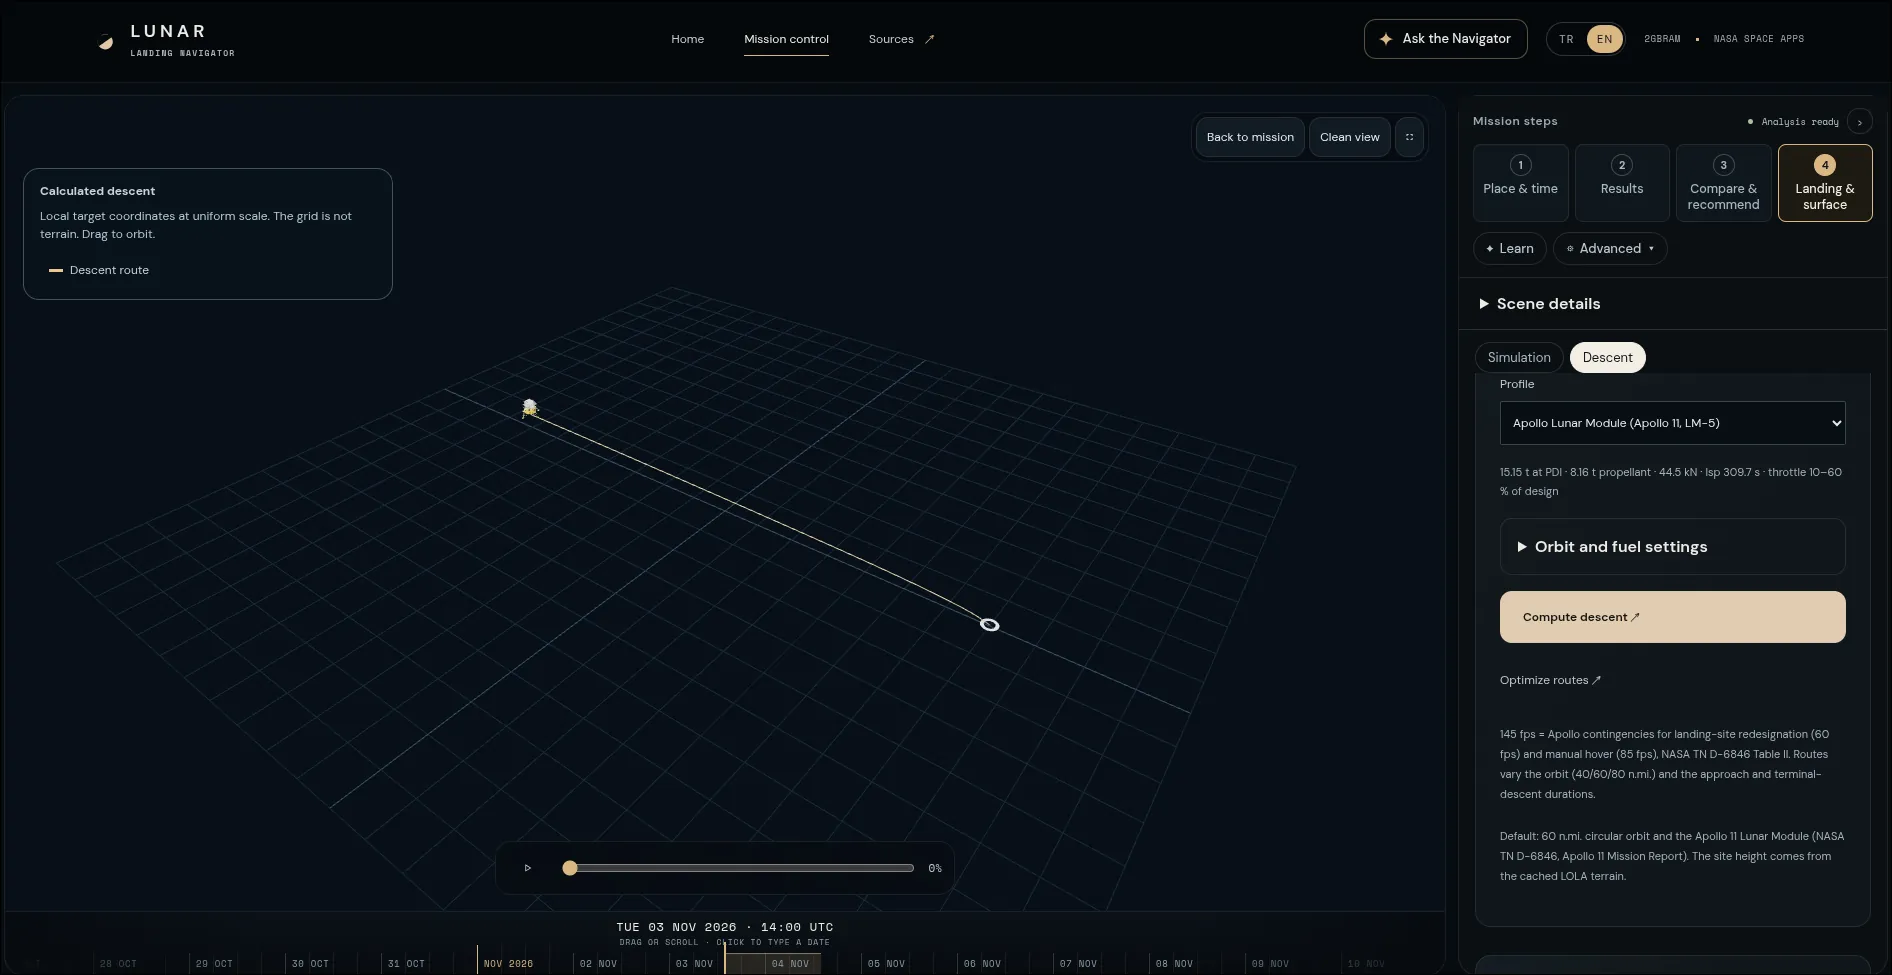 LUNAR
LANDING NAVIGATOR
Home
Mission control
Sources ↗
✦ Ask the Navigator
TR
EN
2GBRAM • NASA SPACE APPS
Back to mission
Clean view
Calculated descent
Local target coordinates at uniform scale. The grid is not
terrain. Drag to orbit.
Descent route
0%
TUE 03 NOV 2026 · 14:00 UTC
DRAG OR SCROLL · CLICK TO TYPE A DATE
28 OCT
29 OCT
30 OCT
31 OCT
NOV 2026
02 NOV
03 NOV
04 NOV
05 NOV
06 NOV
07 NOV
08 NOV
09 NOV
10 NOV
Mission steps
Analysis ready
1
Place & time
2
Results
3
Compare &
recommend
4
Landing &
surface
✦ Learn
Advanced ▾
▶ Scene details
Simulation
Descent
Profile
Apollo Lunar Module (Apollo 11, LM-5)
15.15 t at PDI · 8.16 t propellant · 44.5 kN · Isp 309.7 s · throttle 10–60
% of design
▶ Orbit and fuel settings
Compute descent ↗
Optimize routes ↗
145 fps = Apollo contingencies for landing-site redesignation (60
fps) and manual hover (85 fps), NASA TN D-6846 Table II. Routes
vary the orbit (40/60/80 n.mi.) and the approach and terminal-
descent durations.
Default: 60 n.mi. circular orbit and the Apollo 11 Lunar Module (NASA
TN D-6846, Apollo 11 Mission Report). The site height comes from
the cached LOLA terrain.